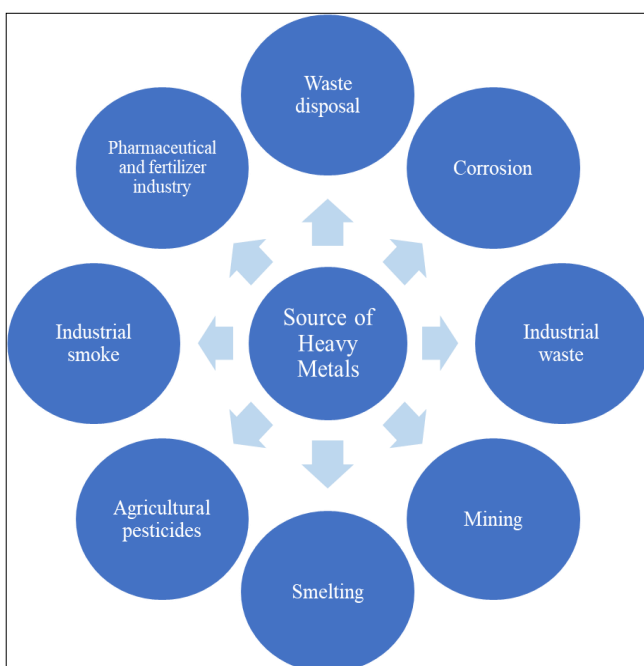 Waste
disposal
Pharmaceutical
and fertilizer
industry
Corrosion
Industrial
smoke
Source of
Heavy
Metals
Industrial
waste
Agricultural
pesticides
Mining
Smelting